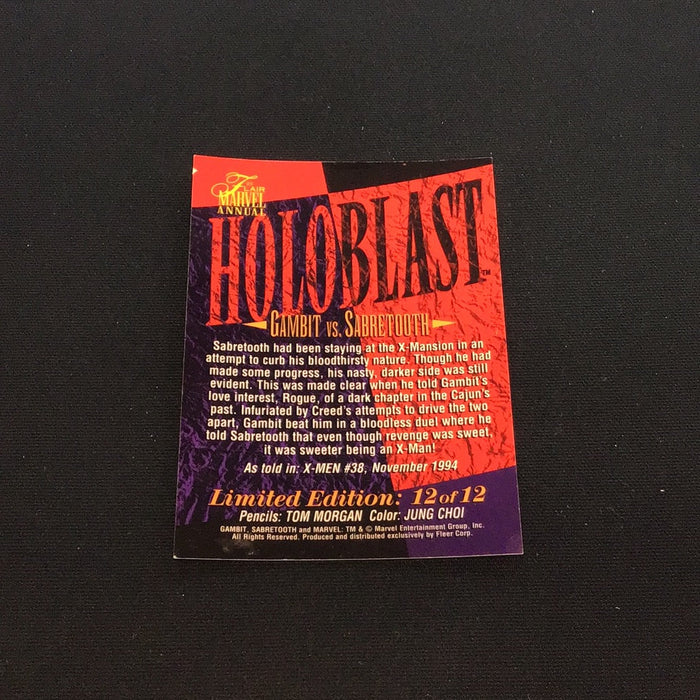 Flair
MARVEL
ANNUAL
HOLOBLAST™
GAMBIT VS. SABRETOOTH
Sabretooth had been staying at the X-Mansion in an
attempt to curb his bloodthirsty nature. Though he had
made some progress, his nasty, darker side was still
evident. This was made clear when he told Gambit's
love interest, Rogue, of a dark chapter in the Cajun's
past. Infuriated by Creed's attempts to drive the two
apart, Gambit beat him in a bloodless duel where he
told Sabretooth that even though revenge was sweet,
it was sweeter being an X-Man!
As told in: X-MEN #38, November 1994
Limited Edition: 12 of 12
Pencils: TOM MORGAN Color: JUNG CHOI
GAMBIT, SABRETOOTH and MARVEL: TM & © Marvel Entertainment Group, Inc.
All Rights Reserved. Produced and distributed exclusively by Fleer Corp.